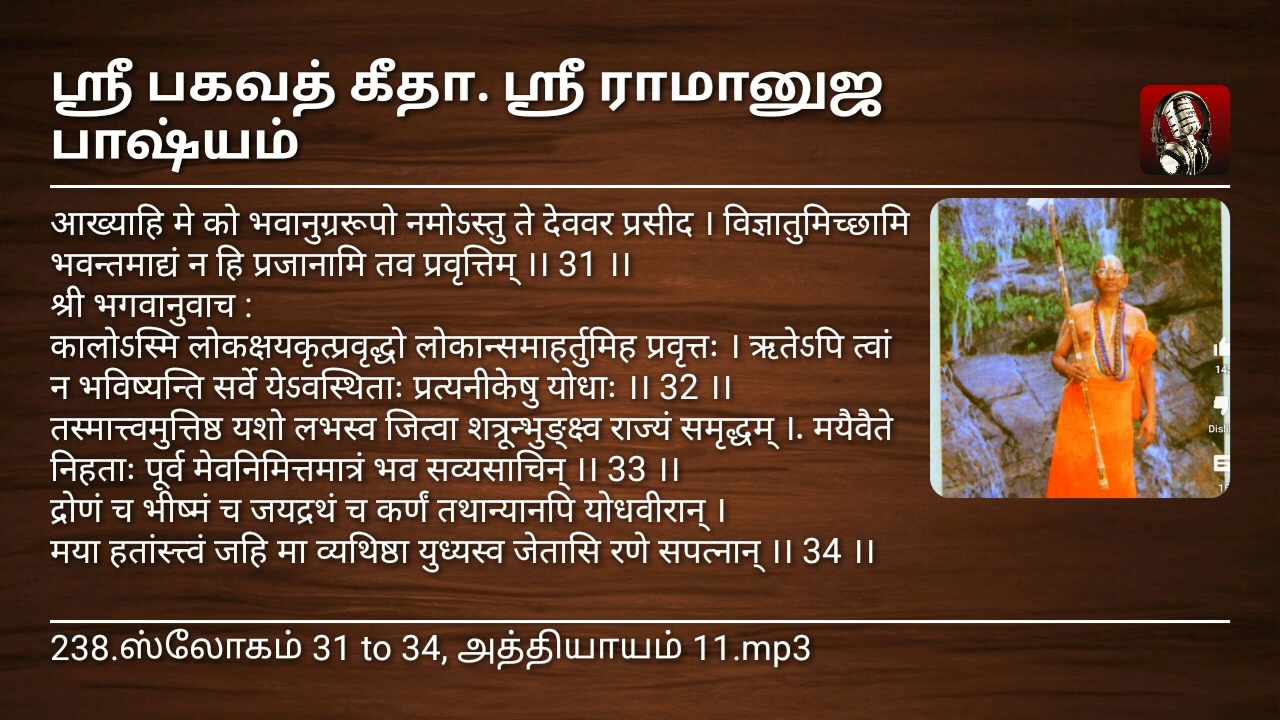 ஸ்ரீ பகவத் கீதா. ஸ்ரீ ராமானுஜ
பாஷ்யம்
आख्याहि मे को भवानुग्ररूपो नमोऽस्तु ते देववर प्रसीद । विज्ञातुमिच्छामि
भवन्तमाद्यं न हि प्रजानामि तव प्रवृत्तिम् ।। 31 ।।
श्री भगवानुवाच :
कालोऽस्मि लोकक्षयकृत्प्रवृद्धो लोकान्समाहर्तुमिह प्रवृत्तः । ऋतेऽपि त्वां
न भविष्यन्ति सर्वे येऽवस्थिताः प्रत्यनीकेषु योधाः ।। 32 ।।
तस्मात्त्वमुत्तिष्ठ यशो लभस्व जित्वा शत्रून्भुङ्क्ष्व राज्यं समृद्धम् ।. मयैवैते
निहताः पूर्व मेवनिमित्तमात्रं भव सव्यसाचिन् ।। 33 ।।
द्रोणं च भीष्मं च जयद्रथं च कर्णं तथान्यानपि योधवीरान् ।
मया हतांस्त्वं जहि मा व्यथिष्ठा युध्यस्व जेतासि रणे सपत्नान् ।। 34 ।।
238.ஸ்லோகம் 31 to 34, அத்தியாயம் 11.mp3